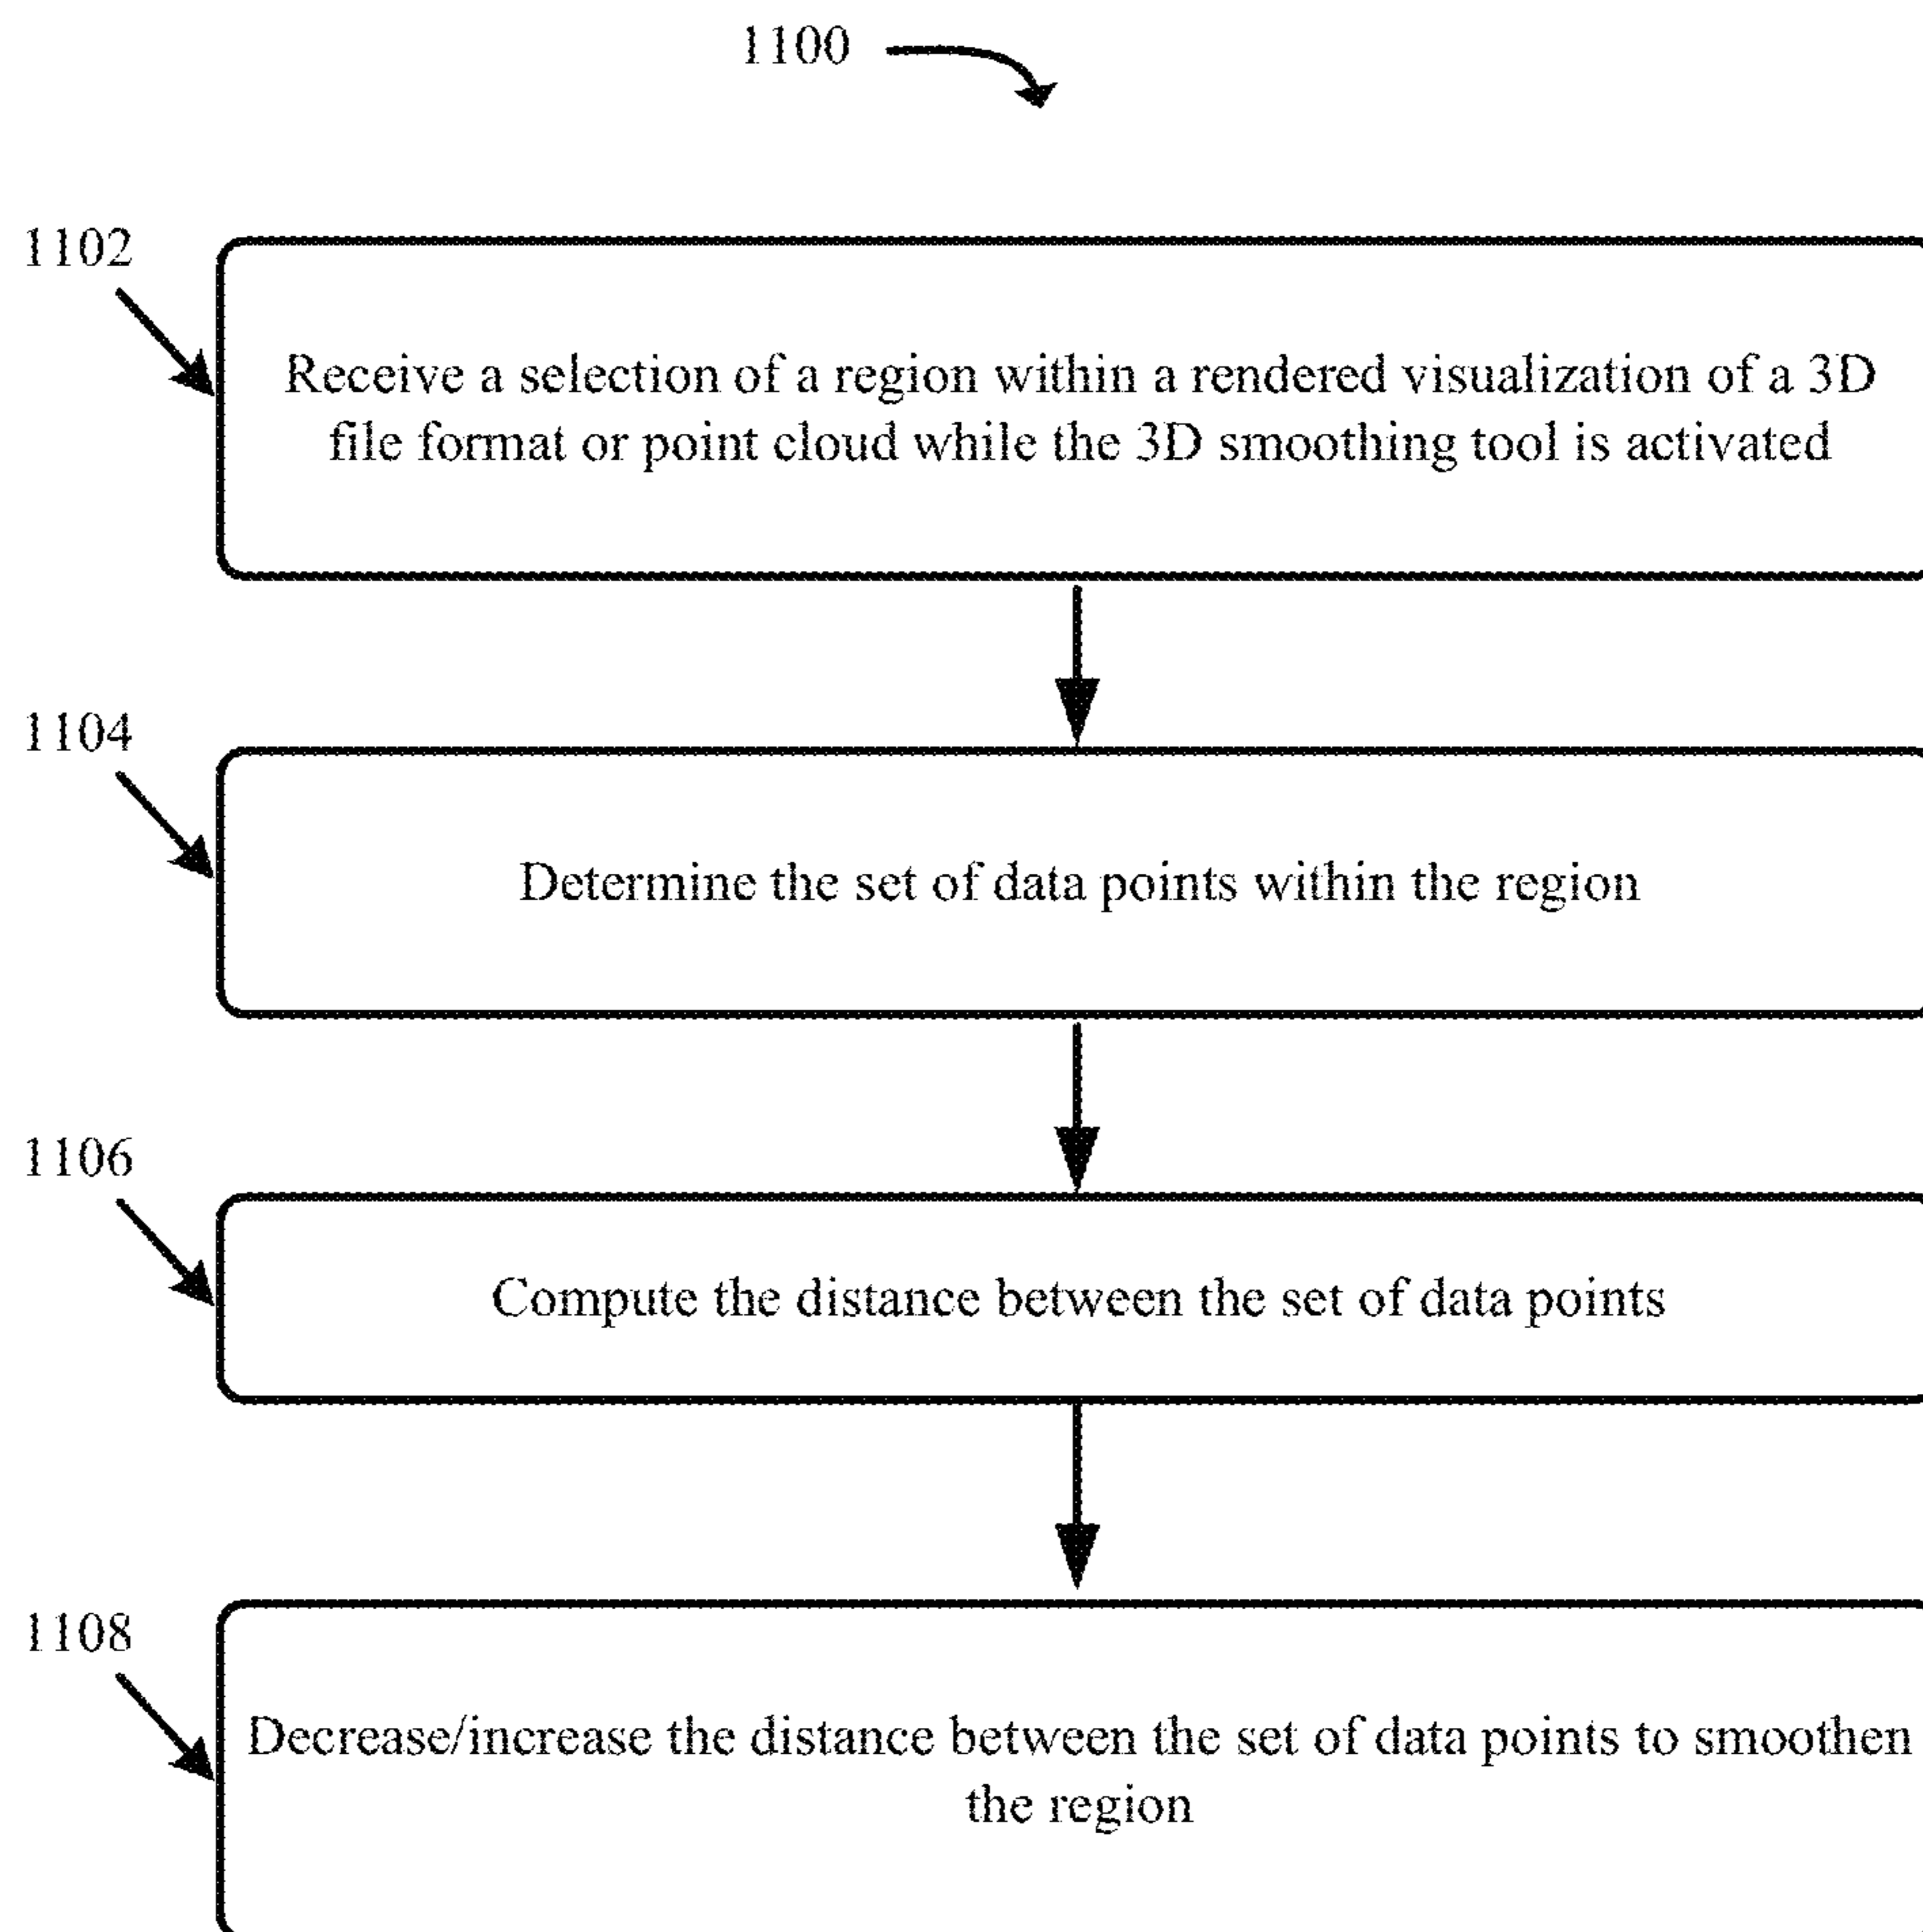 1100
1102
Receive a selection of a region within a rendered visualization of a 3D
file format or point cloud while the 3D smoothing tool is activated
1104
Determine the set of data points within the region
1106
Compute the distance between the set of data points
1108
Decrease/increase the distance between the set of data points to smoothen
the region